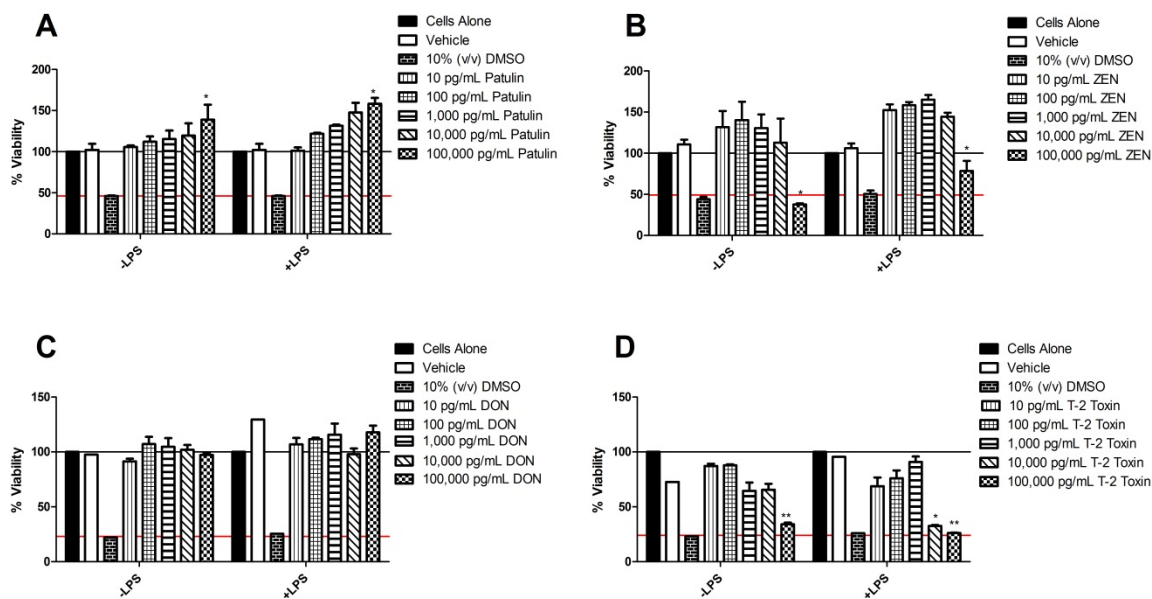 A
Cells Alone
Vehicle
10% (v/v) DMSO
10 pg/mL Patulin
100 pg/mL Patulin
1,000 pg/mL Patulin
10,000 pg/mL Patulin
100,000 pg/mL Patulin
% Viability
200
150
100
50
0
*
*
-LPS
+LPS
B
Cells Alone
Vehicle
10% (v/v) DMSO
10 pg/mL ZEN
100 pg/mL ZEN
1,000 pg/mL ZEN
10,000 pg/mL ZEN
100,000 pg/mL ZEN
% Viability
200
150
100
50
0
*
*
-LPS
+LPS
C
Cells Alone
Vehicle
10% (v/v) DMSO
10 pg/mL DON
100 pg/mL DON
1,000 pg/mL DON
10,000 pg/mL DON
100,000 pg/mL DON
% Viability
150
100
50
0
-LPS
+LPS
D
Cells Alone
Vehicle
10% (v/v) DMSO
10 pg/mL T-2 Toxin
100 pg/mL T-2 Toxin
1,000 pg/mL T-2 Toxin
10,000 pg/mL T-2 Toxin
100,000 pg/mL T-2 Toxin
% Viability
150
100
50
0
**
*
**
-LPS
+LPS